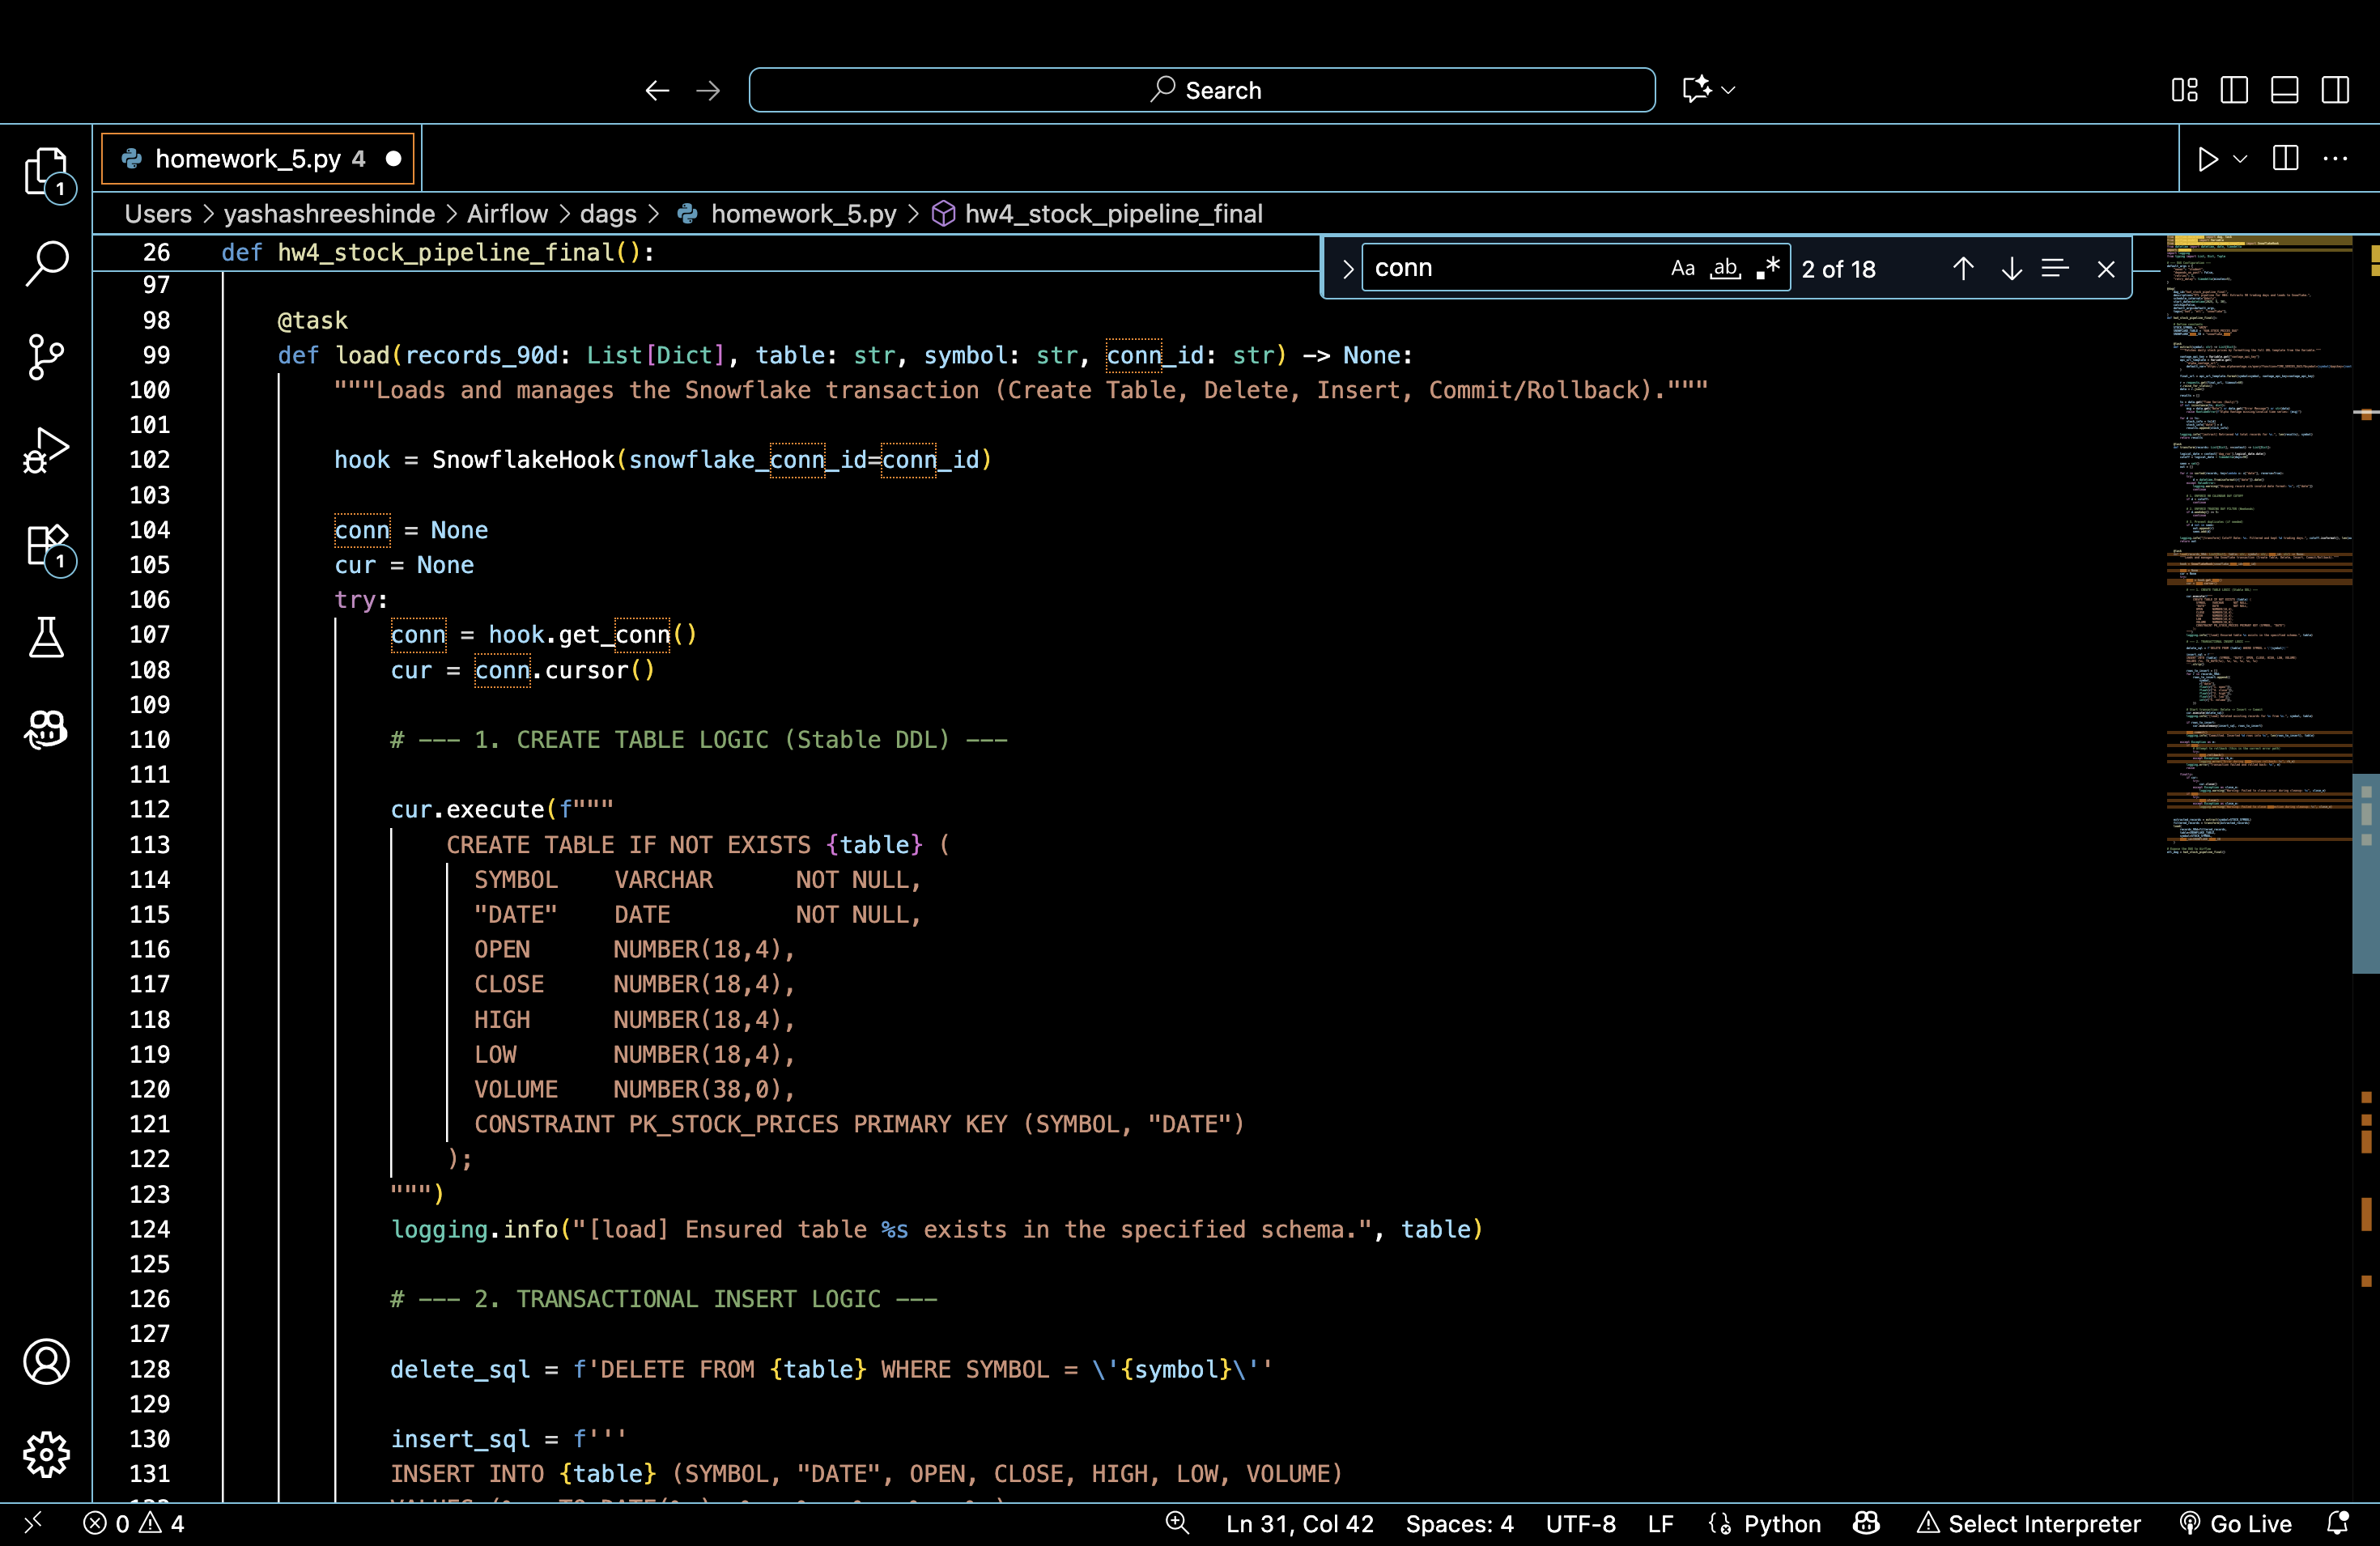 Search
homework_5.py 4
1
Users > yashashreeshinde > Airflow > dags > homework_5.py > hw4_stock_pipeline_final
26 def hw4_stock_pipeline_final():
conn Aa ab .* 2 of 18
97
98 @task
99 def load(records_90d: List[Dict], table: str, symbol: str, conn_id: str) -> None:
100 """Loads and manages the Snowflake transaction (Create Table, Delete, Insert, Commit/Rollback)."""
101
102 hook = SnowflakeHook(snowflake_conn_id=conn_id)
103
104 conn = None
105 cur = None
106 try:
107 conn = hook.get_conn()
108 cur = conn.cursor()
109
110 # --- 1. CREATE TABLE LOGIC (Stable DDL) ---
111
112 cur.execute(f"""
113 CREATE TABLE IF NOT EXISTS {table} (
114 SYMBOL VARCHAR NOT NULL,
115 "DATE" DATE NOT NULL,
116 OPEN NUMBER(18,4),
117 CLOSE NUMBER(18,4),
118 HIGH NUMBER(18,4),
119 LOW NUMBER(18,4),
120 VOLUME NUMBER(38,0),
121 CONSTRAINT PK_STOCK_PRICES PRIMARY KEY (SYMBOL, "DATE")
122 );
123 """)
124 logging.info("[load] Ensured table %s exists in the specified schema.", table)
125
126 # --- 2. TRANSACTIONAL INSERT LOGIC ---
127
128 delete_sql = f'DELETE FROM {table} WHERE SYMBOL = \'{symbol}\''
129
130 insert_sql = f'''
131 INSERT INTO {table} (SYMBOL, "DATE", OPEN, CLOSE, HIGH, LOW, VOLUME)
1
0 4 Ln 31, Col 42 Spaces: 4 UTF-8 LF Python Select Interpreter Go Live